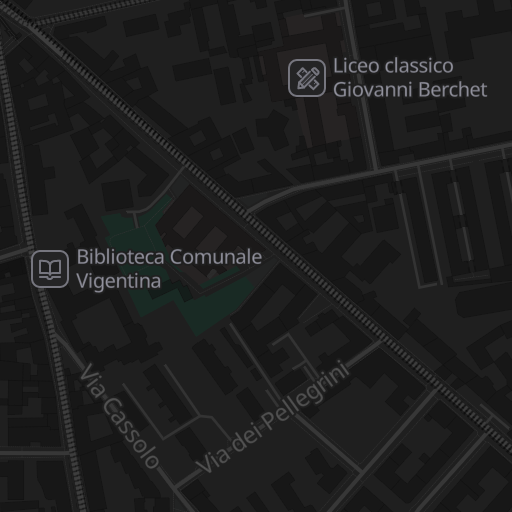 Liceo classico
Giovanni Berchet
Biblioteca Comunale
Vigentina
Via Cassolo
Via dei Pellegrini